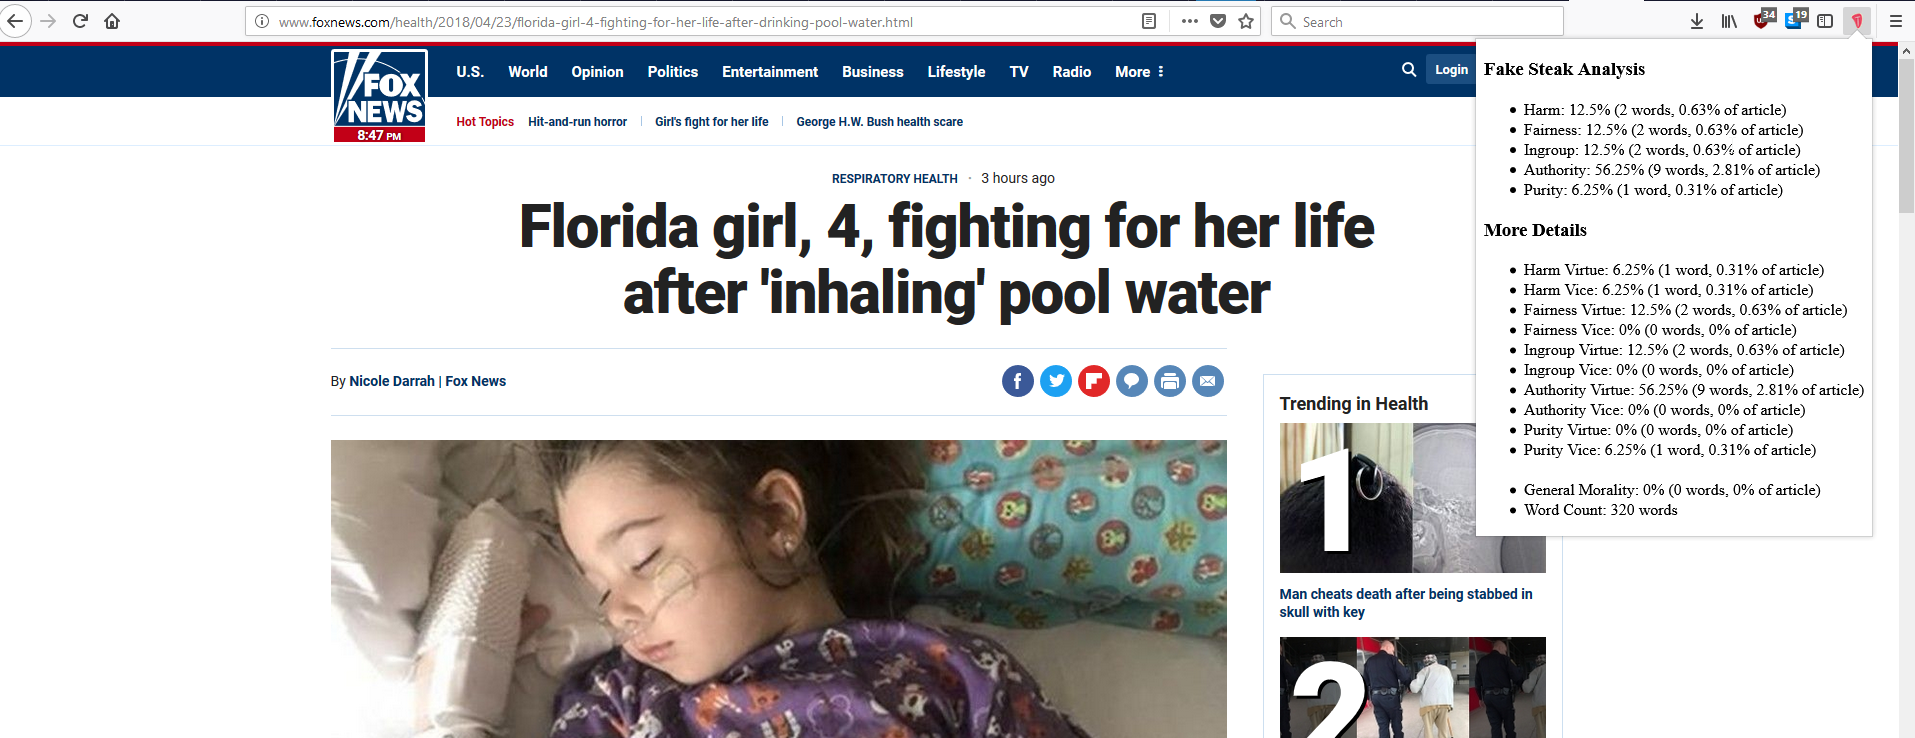 www.foxnews.com/health/2018/04/23/florida-girl-4-fighting-for-her-life-after-drinking-pool-water.html
Search
34
19
FOX
NEWS
8:47 PM
U.S. World Opinion Politics Entertainment Business Lifestyle TV Radio More
Login
Hot Topics Hit-and-run horror Girl's fight for her life George H.W. Bush health scare
RESPIRATORY HEALTH · 3 hours ago
Florida girl, 4, fighting for her life
after 'inhaling' pool water
By Nicole Darrah | Fox News
Trending in Health
1
Man cheats death after being stabbed in
skull with key
2
Fake Steak Analysis
Harm: 12.5% (2 words, 0.63% of article)
Fairness: 12.5% (2 words, 0.63% of article)
Ingroup: 12.5% (2 words, 0.63% of article)
Authority: 56.25% (9 words, 2.81% of article)
Purity: 6.25% (1 word, 0.31% of article)
More Details
Harm Virtue: 6.25% (1 word, 0.31% of article)
Harm Vice: 6.25% (1 word, 0.31% of article)
Fairness Virtue: 12.5% (2 words, 0.63% of article)
Fairness Vice: 0% (0 words, 0% of article)
Ingroup Virtue: 12.5% (2 words, 0.63% of article)
Ingroup Vice: 0% (0 words, 0% of article)
Authority Virtue: 56.25% (9 words, 2.81% of article)
Authority Vice: 0% (0 words, 0% of article)
Purity Virtue: 0% (0 words, 0% of article)
Purity Vice: 6.25% (1 word, 0.31% of article)
General Morality: 0% (0 words, 0% of article)
Word Count: 320 words